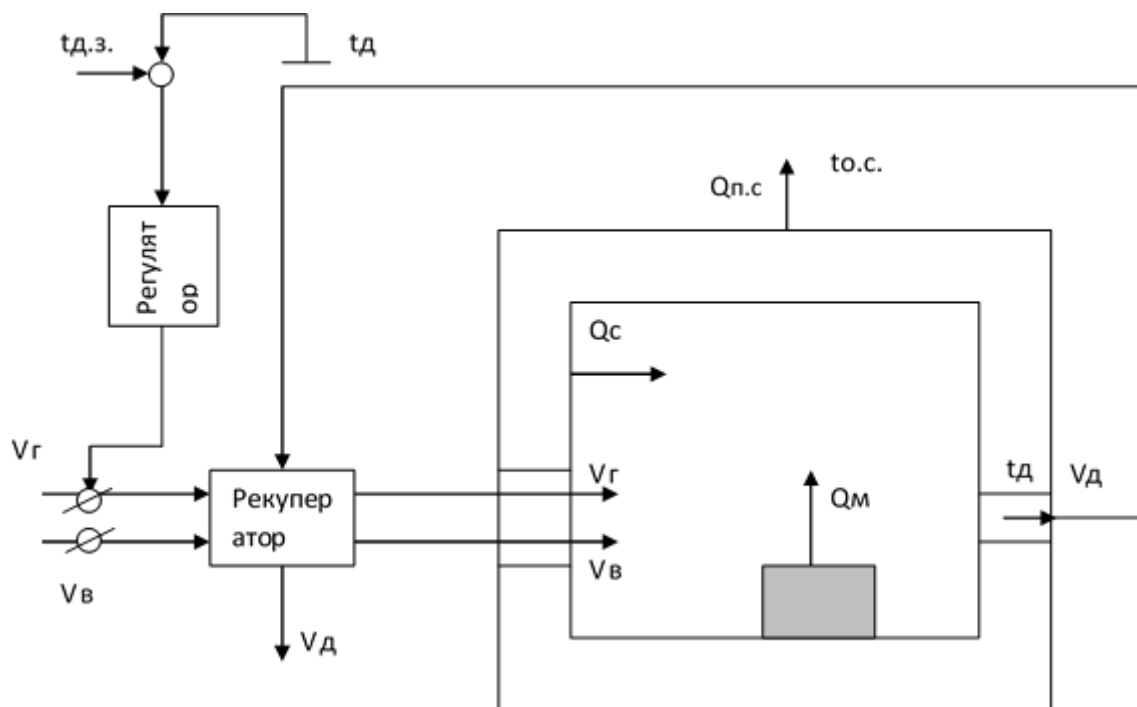 tд.з.
tд
Qп.с
tо.с.
Регулят
ор
Qс
Vг
Vг
tд
Vд
Рекупер
атор
Qм
Vв
Vв
Vд